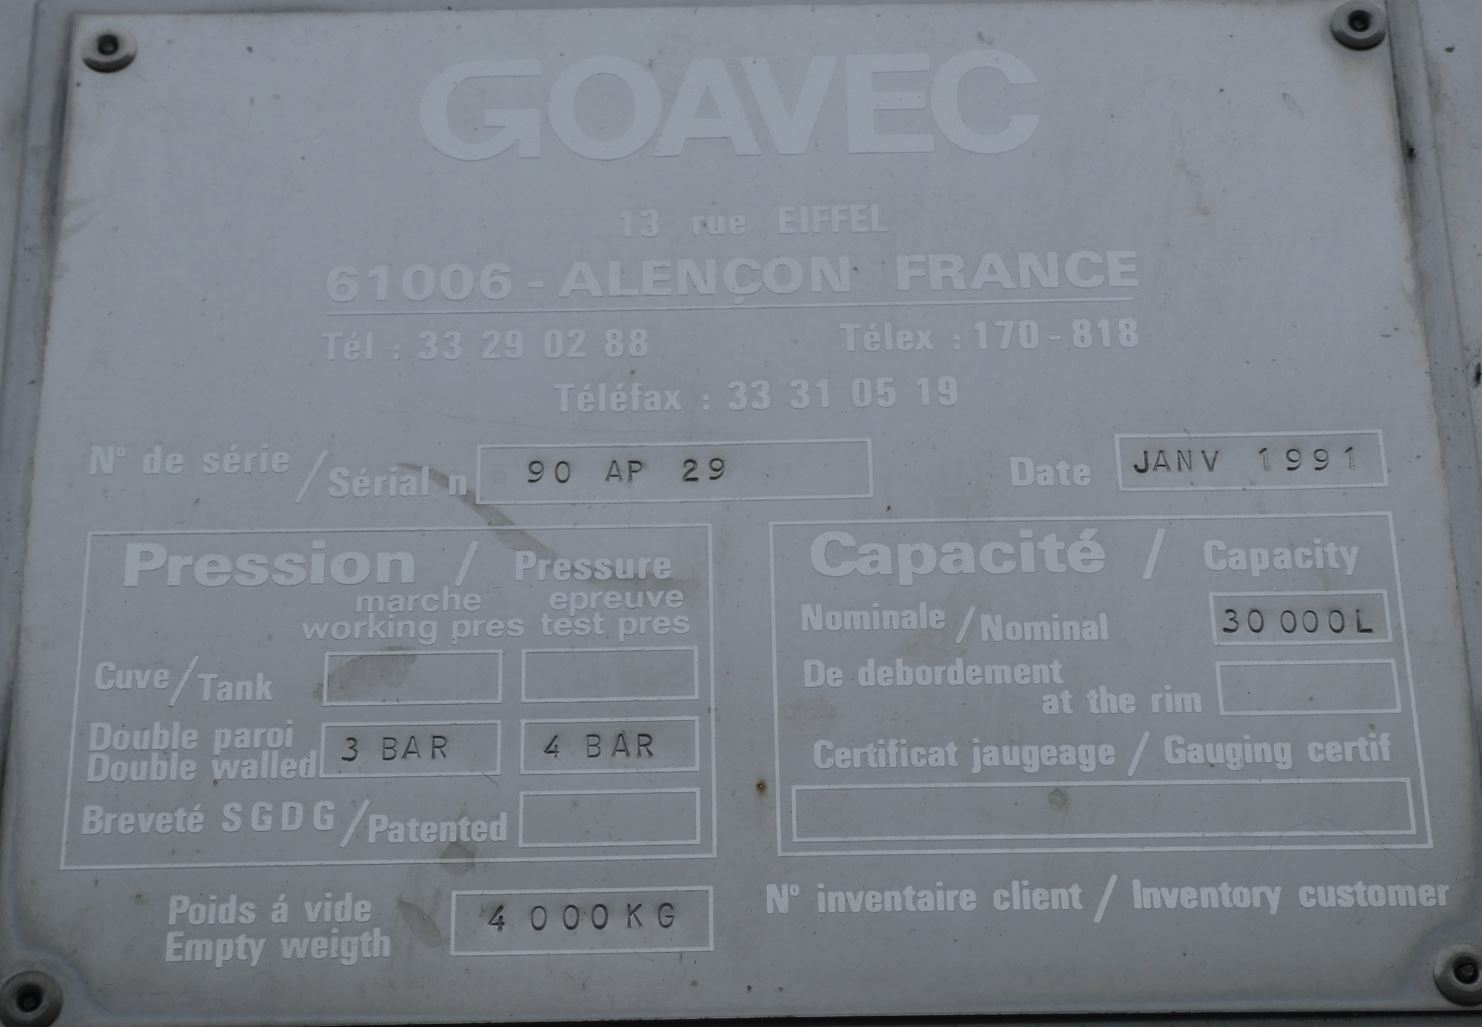 GOAVEC
13 rue EIFFEL
61006 - ALENÇON FRANCE
Tél : 33 29 02 88 Télex : 170 - 818
Téléfax : 33 31 05 19
N° de série / Sérial n° 90 AP 29 Date JANV 1991
Pression / Pressure
marche epreuve
working pres test pres
Cuve / Tank
Double paroi
Double walled 3 BAR 4 BAR
Breveté SGDG / Patented
Poids á vide
Empty weigth 4 000KG
Capacité / Capacity
Nominale / Nominal 30 000L
De debordement
at the rim
Certificat jaugeage / Gauging certif
N° inventaire client / Inventory customer